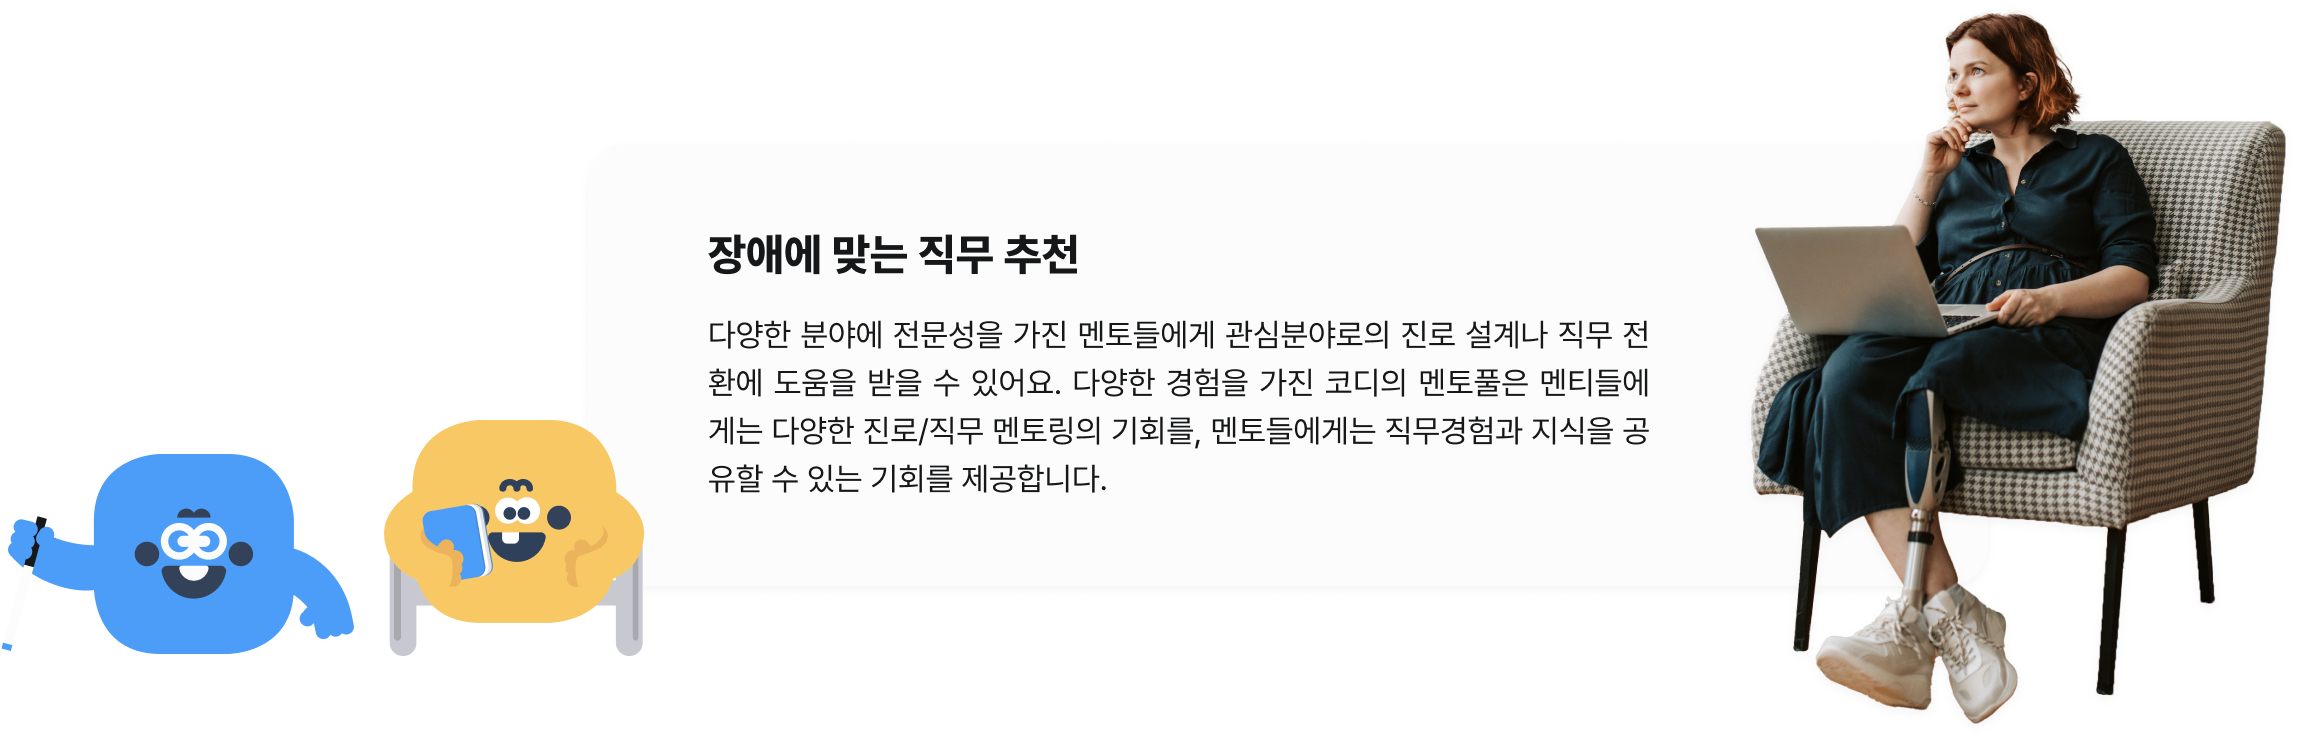 장애에 맞는 직무 추천
다양한 분야에 전문성을 가진 멘토들에게 관심분야로의 진로 설계나 직무 전
환에 도움을 받을 수 있어요. 다양한 경험을 가진 코디의 멘토풀은 멘티들에
게는 다양한 진로/직무 멘토링의 기회를, 멘토들에게는 직무경험과 지식을 공
유할 수 있는 기회를 제공합니다.